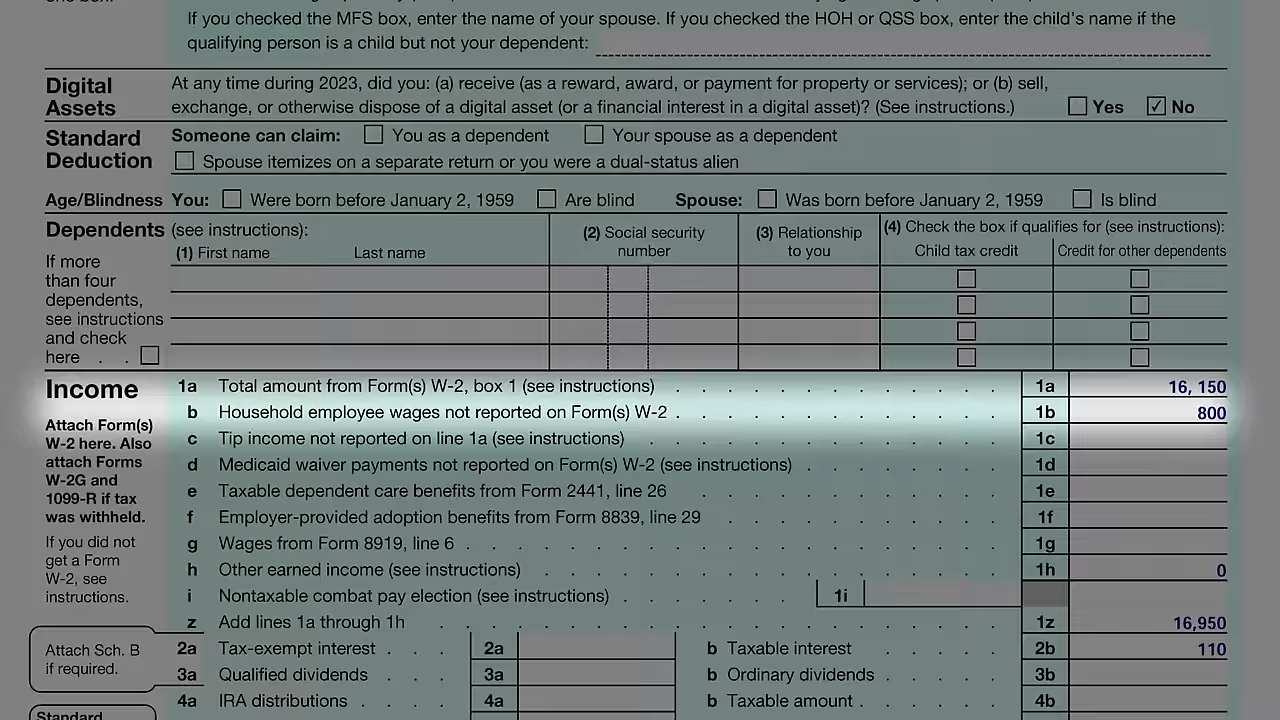 If you checked the MFS box, enter the name of your spouse. If you checked the HOH or QSS box, enter the child's name if the
qualifying person is a child but not your dependent:
Digital Assets
At any time during 2023, did you: (a) receive (as a reward, award, or payment for property or services); or (b) sell,
exchange, or otherwise dispose of a digital asset (or a financial interest in a digital asset)? (See instructions.) Yes ✓ No
Standard Deduction
Someone can claim: You as a dependent Your spouse as a dependent
Spouse itemizes on a separate return or you were a dual-status alien
Age/Blindness You: Were born before January 2, 1959 Are blind Spouse: Was born before January 2, 1959 Is blind
Dependents (see instructions):
(1) First name Last name
(2) Social security
number
(3) Relationship
to you
(4) Check the box if qualifies for (see instructions):
Child tax credit Credit for other dependents
If more
than four
dependents,
see instructions
and check
here . .
Income
Attach Form(s)
W-2 here. Also
attach Forms
W-2G and
1099-R if tax
was withheld.
If you did not
get a Form
W-2, see
instructions.
1a Total amount from Form(s) W-2, box 1 (see instructions) . . . . . . . . . . . . . 1a 16, 150
b Household employee wages not reported on Form(s) W-2 . . . . . . . . . . . . . 1b 800
c Tip income not reported on line 1a (see instructions) . . . . . . . . . . . . . . 1c
d Medicaid waiver payments not reported on Form(s) W-2 (see instructions) . . . . . . . . 1d
e Taxable dependent care benefits from Form 2441, line 26 . . . . . . . . . . . . 1e
f Employer-provided adoption benefits from Form 8839, line 29 . . . . . . . . . . . 1f
g Wages from Form 8919, line 6 . . . . . . . . . . . . . . . . . . . . . 1g
h Other earned income (see instructions) . . . . . . . . . . . . . . . . . . 1h 0
i Nontaxable combat pay election (see instructions) . . . . . . . 1i
z Add lines 1a through 1h . . . . . . . . . . . . . . . . . . . . . . 1z 16,950
Attach Sch. B
if required.
2a Tax-exempt interest . . . 2a b Taxable interest . . . . . 2b 110
3a Qualified dividends . . . 3a b Ordinary dividends . . . . . 3b
4a IRA distributions . . . . 4a b Taxable amount . . . . . . 4b
Standard